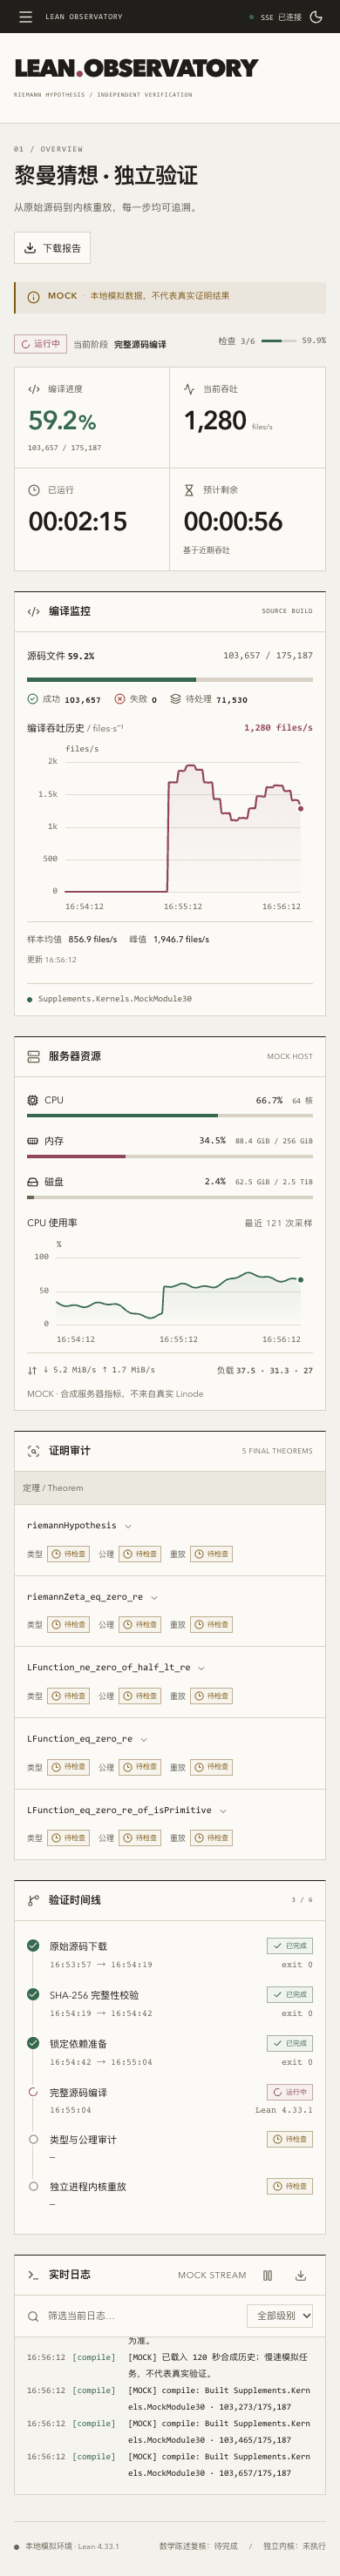 LEAN OBSERVATORY
SSE 已连接
LEAN.OBSERVATORY
RIEMANN HYPOTHESIS / INDEPENDENT VERIFICATION
01 / OVERVIEW
黎曼猜想 · 独立验证
从原始源码到内核重放，每一步均可追溯。
下载报告
MOCK · 本地模拟数据，不代表真实证明结果
运行中 当前阶段 完整源码编译 检查 3/6 59.9%
编译进度
59.2%
103,657 / 175,187
当前吞吐
1,280 files/s
已运行
00:02:15
预计剩余
00:00:56
基于近期吞吐
编译监控 SOURCE BUILD
源码文件 59.2% 103,657 / 175,187
成功 103,657 失败 0 待处理 71,530
编译吞吐历史 / files·s⁻¹ 1,280 files/s
files/s
2k
1.5k
1k
500
0
16:54:12 16:55:12 16:56:12
样本均值 856.9 files/s 峰值 1,946.7 files/s
更新 16:56:12
Supplements.Kernels.MockModule30
服务器资源 MOCK HOST
CPU 66.7% 64 核
内存 34.5% 88.4 GiB / 256 GiB
磁盘 2.4% 62.5 GiB / 2.5 TiB
CPU 使用率 最近 121 次采样
%
100
50
0
16:54:12 16:55:12 16:56:12
↓ 5.2 MiB/s ↑ 1.7 MiB/s 负载 37.5 · 31.3 · 27
MOCK · 合成服务器指标，不来自真实 Linode
证明审计 5 FINAL THEOREMS
定理 / Theorem
riemannHypothesis
类型 待检查 公理 待检查 重放 待检查
riemannZeta_eq_zero_re
类型 待检查 公理 待检查 重放 待检查
LFunction_ne_zero_of_half_lt_re
类型 待检查 公理 待检查 重放 待检查
LFunction_eq_zero_re
类型 待检查 公理 待检查 重放 待检查
LFunction_eq_zero_re_of_isPrimitive
类型 待检查 公理 待检查 重放 待检查
验证时间线 3 / 6
原始源码下载 已完成
16:53:57 → 16:54:19 exit 0
SHA-256 完整性校验 已完成
16:54:19 → 16:54:42 exit 0
锁定依赖准备 已完成
16:54:42 → 16:55:04 exit 0
完整源码编译 运行中
16:55:04 Lean 4.33.1
类型与公理审计 待检查
—
独立进程内核重放 待检查
—
实时日志 MOCK STREAM
筛选当前日志... 全部级别
为准。
16:56:12 [compile] [MOCK] 已载入 120 秒合成历史；慢速模拟任
务，不代表真实验证。
16:56:12 [compile] [MOCK] compile: Built Supplements.Kern
els.MockModule30 · 103,273/175,187
16:56:12 [compile] [MOCK] compile: Built Supplements.Kern
els.MockModule30 · 103,465/175,187
16:56:12 [compile] [MOCK] compile: Built Supplements.Kern
els.MockModule30 · 103,657/175,187
本地模拟环境 · Lean 4.33.1 数学陈述复核：待完成 / 独立内核：未执行